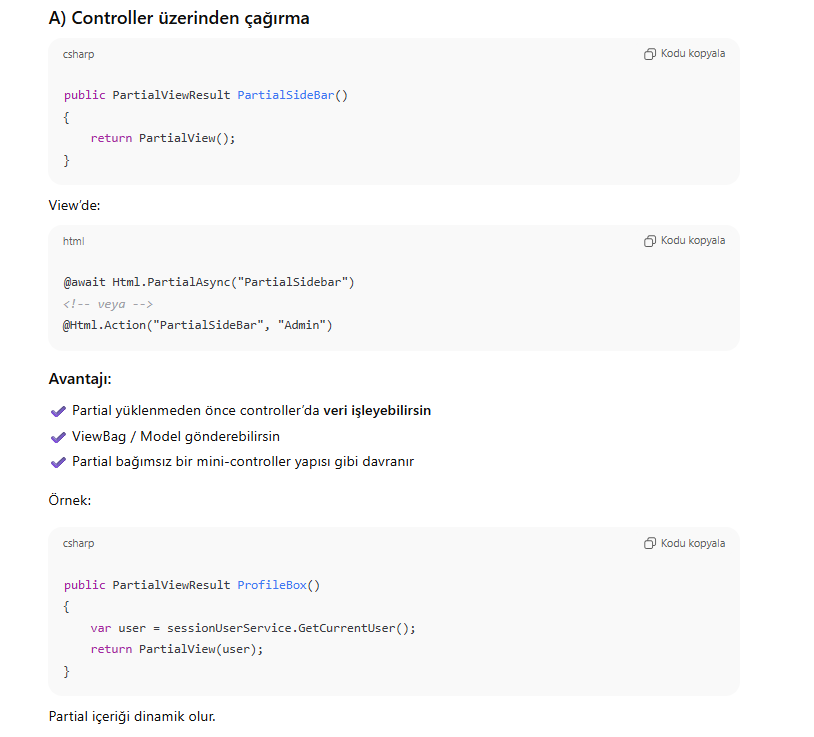 A) Controller üzerinden çağırma
csharp
Kodu kopyala
public PartialViewResult PartialSideBar()
{
    return PartialView();
}
View'de:
html
Kodu kopyala
@await Html.PartialAsync("PartialSidebar")
<!-- veya -->
@Html.Action("PartialSideBar", "Admin")
Avantajı:
✔ Partial yüklenmeden önce controller'da veri işleyebilirsin
✔ ViewBag / Model gönderebilirsin
✔ Partial bağımsız bir mini-controller yapısı gibi davranır
Örnek:
csharp
Kodu kopyala
public PartialViewResult ProfileBox()
{
    var user = sessionUserService.GetCurrentUser();
    return PartialView(user);
}
Partial içeriği dinamik olur.